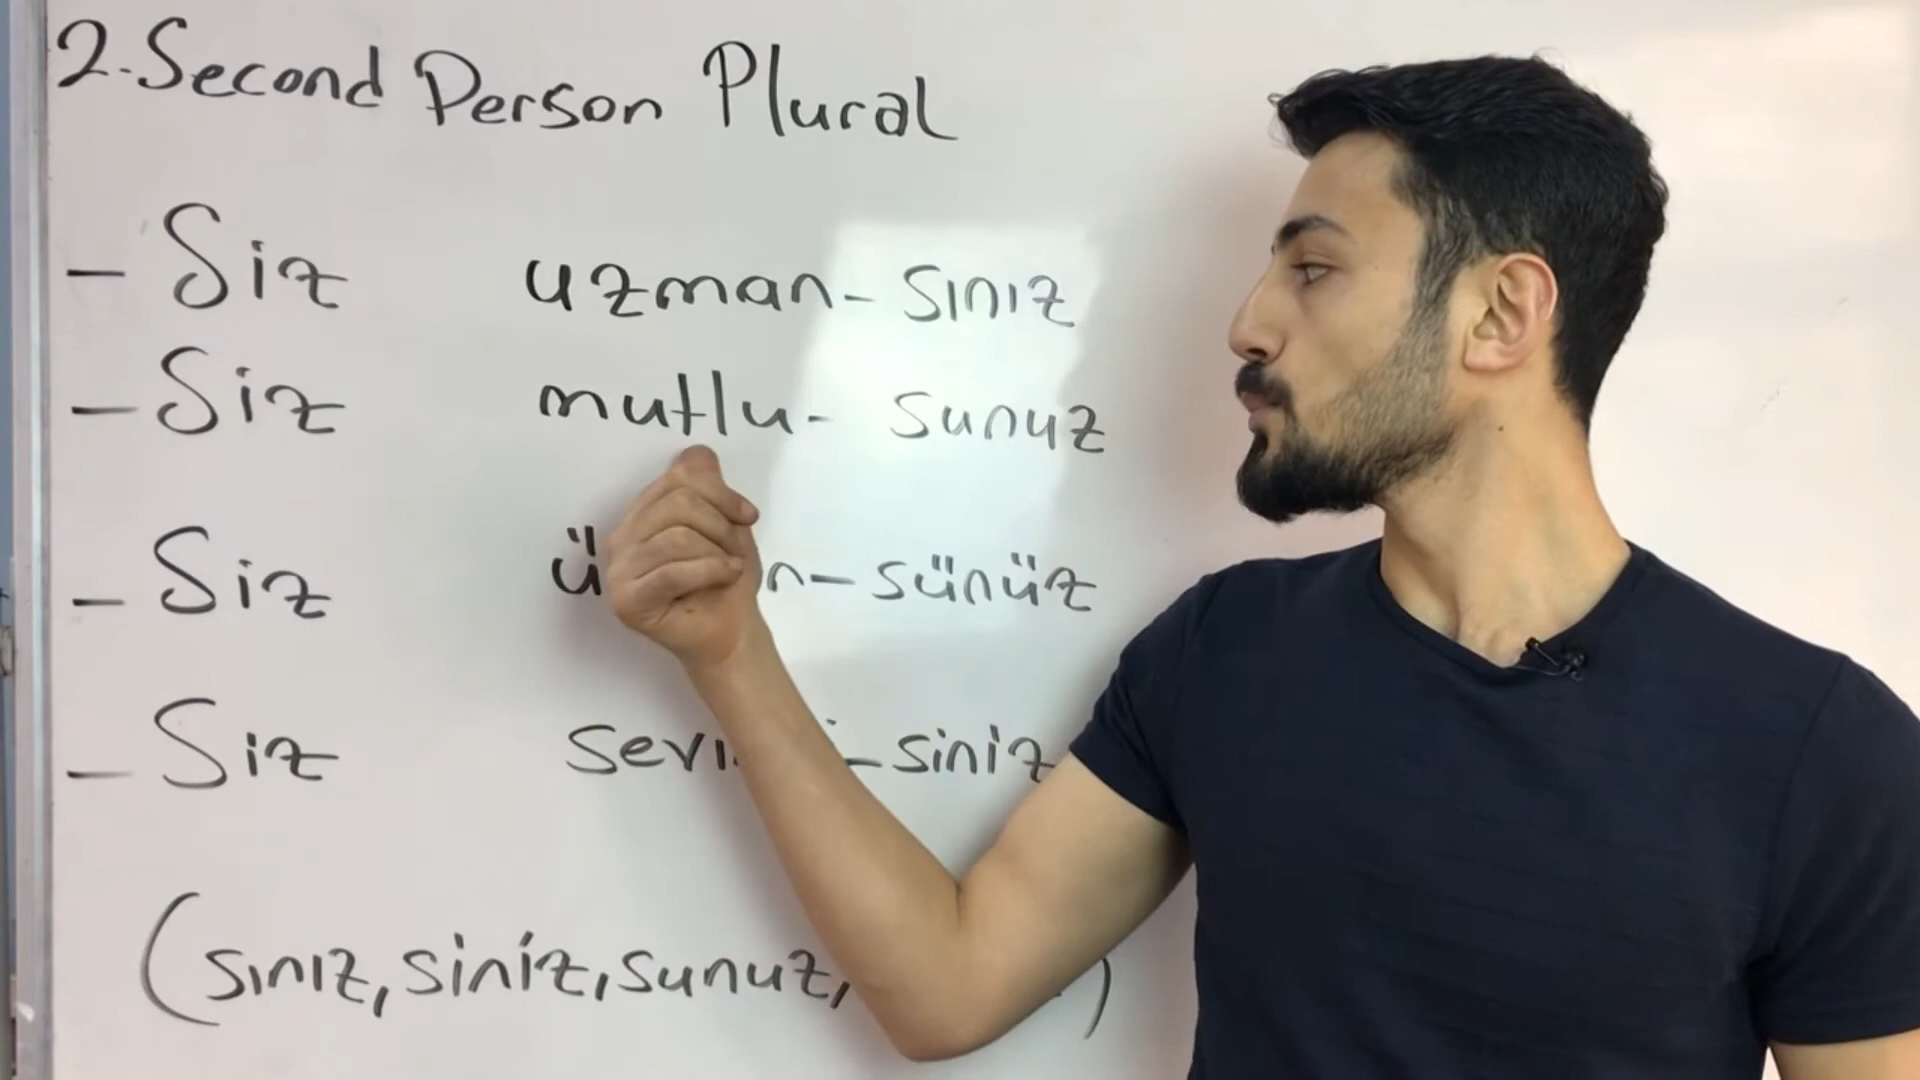 2. Second Person Plural
- Siz uzman - sınız
- Siz mutlu - sunuz
- Siz - sünüz
- Siz - siniz
(sınız, siniz, sunuz, )